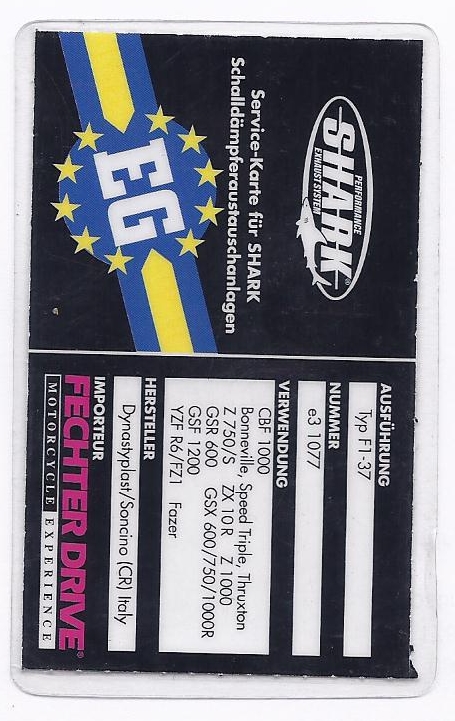 SHARK®
PERFORMANCE
EXHAUST SYSTEM
Service-Karte für SHARK
Schalldämpferaustauschanlagen
EG
AUSFÜHRUNG
Typ F1-37
NUMMER
e3 1077
VERWENDUNG
CBF 1000
Bonneville, Speed Triple, Thruxton
Z 750/S ZX 10 R Z 1000
GSR 600 GSX 600/750/1000R
GSF 1200
YZF R6/FZ1 Fazer
HERSTELLER
Dynastyplast/Soncino (CR) Italy
IMPORTEUR
FECHTER DRIVE®
MOTORCYCLE EXPERIENCE